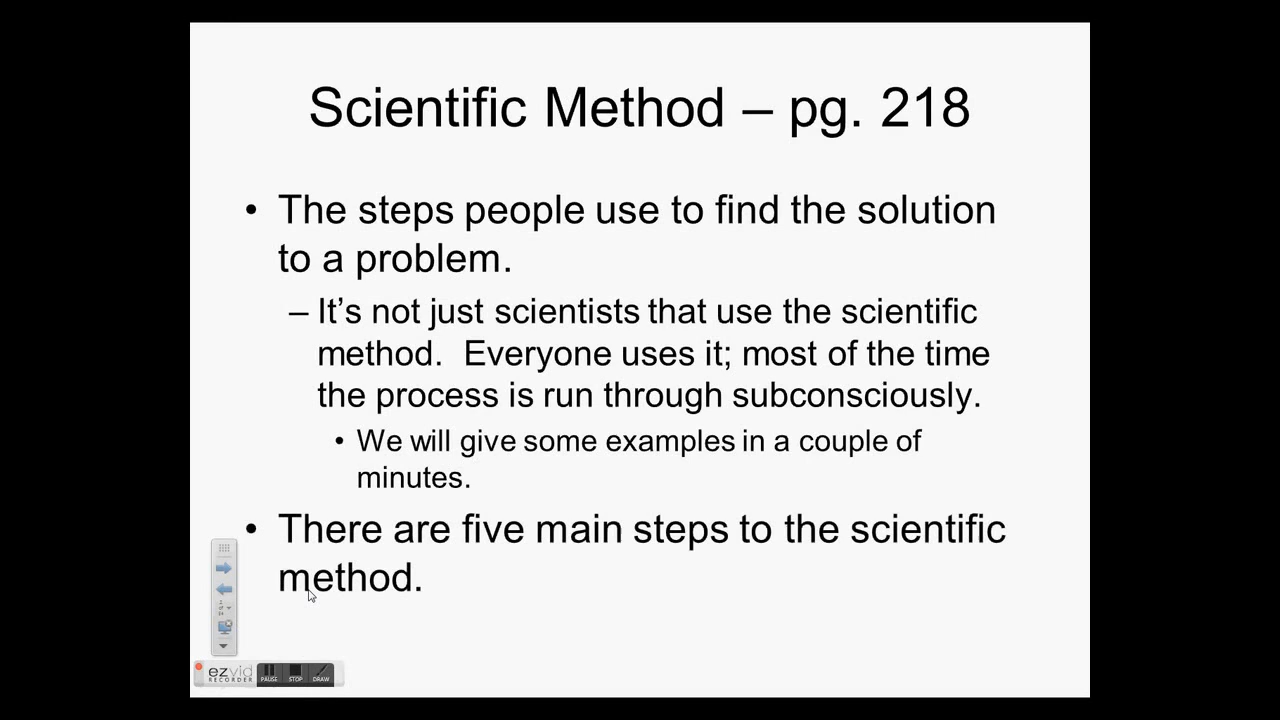 Scientific Method – pg. 218
• The steps people use to find the solution
to a problem.
– It’s not just scientists that use the scientific
method.  Everyone uses it; most of the time
the process is run through subconsciously.
• We will give some examples in a couple of
minutes.
• There are five main steps to the scientific
method.
ezvid
RECORDER
PAUSE
STOP
DRAW